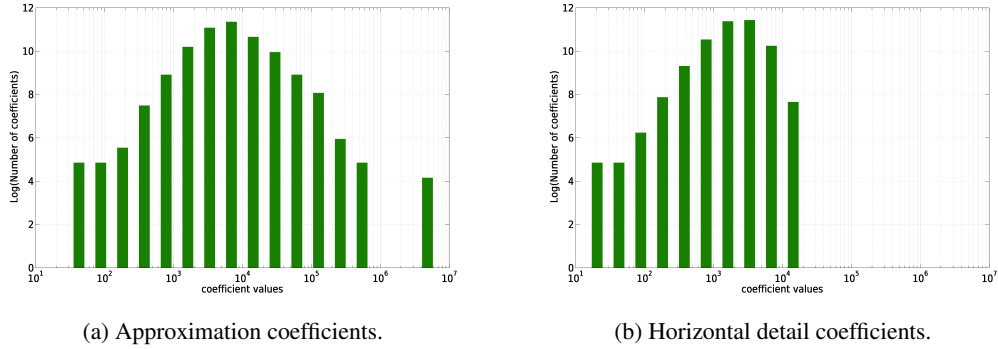 12
10
8
6
4
2
0
Log(Number of coefficients)
10^1 10^2 10^3 10^4 10^5 10^6 10^7
coefficient values
(a) Approximation coefficients.
12
10
8
6
4
2
0
Log(Number of coefficients)
10^1 10^2 10^3 10^4 10^5 10^6 10^7
coefficient values
(b) Horizontal detail coefficients.